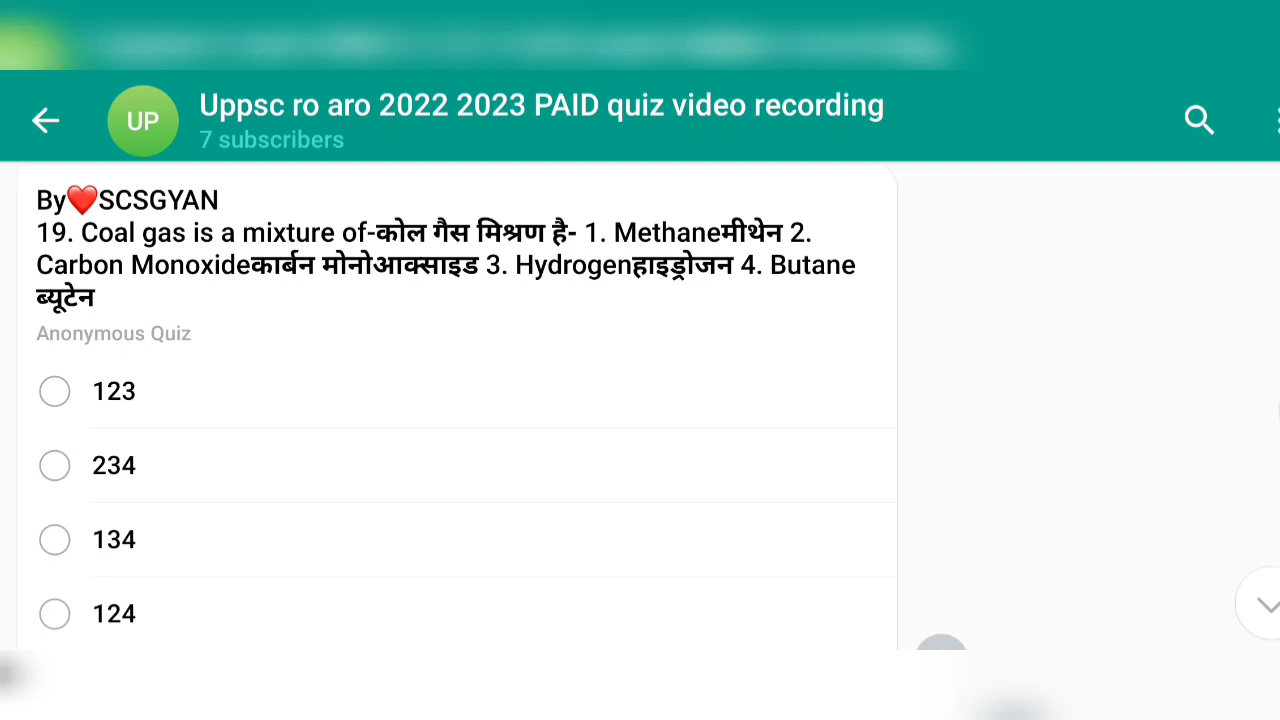 UP
Uppsc ro aro 2022 2023 PAID quiz video recording
7 subscribers
By❤️SCSGYAN
19. Coal gas is a mixture of-कोल गैस मिश्रण है- 1. Methaneमीथेन 2.
Carbon Monoxideकार्बन मोनोआक्साइड 3. Hydrogenहाइड्रोजन 4. Butane
ब्यूटेन
Anonymous Quiz
123
234
134
124